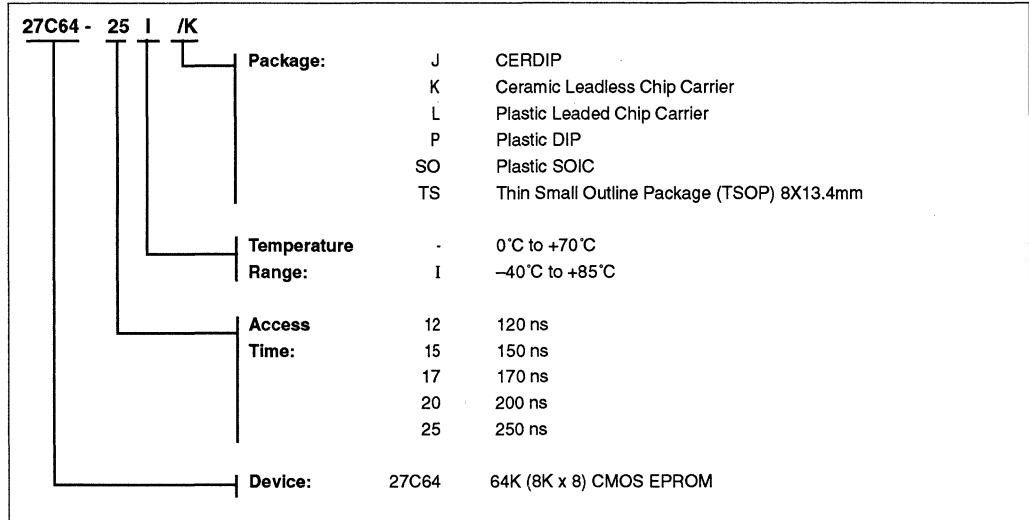 27C64 - 25 I /K
Package: J CERDIP
K Ceramic Leadless Chip Carrier
L Plastic Leaded Chip Carrier
P Plastic DIP
SO Plastic SOIC
TS Thin Small Outline Package (TSOP) 8X13.4mm
Temperature - 0˚C to +70˚C
Range: I –40˚C to +85˚C
Access 12 120 ns
Time: 15 150 ns
17 170 ns
20 200 ns
25 250 ns
Device: 27C64 64K (8K x 8) CMOS EPROM